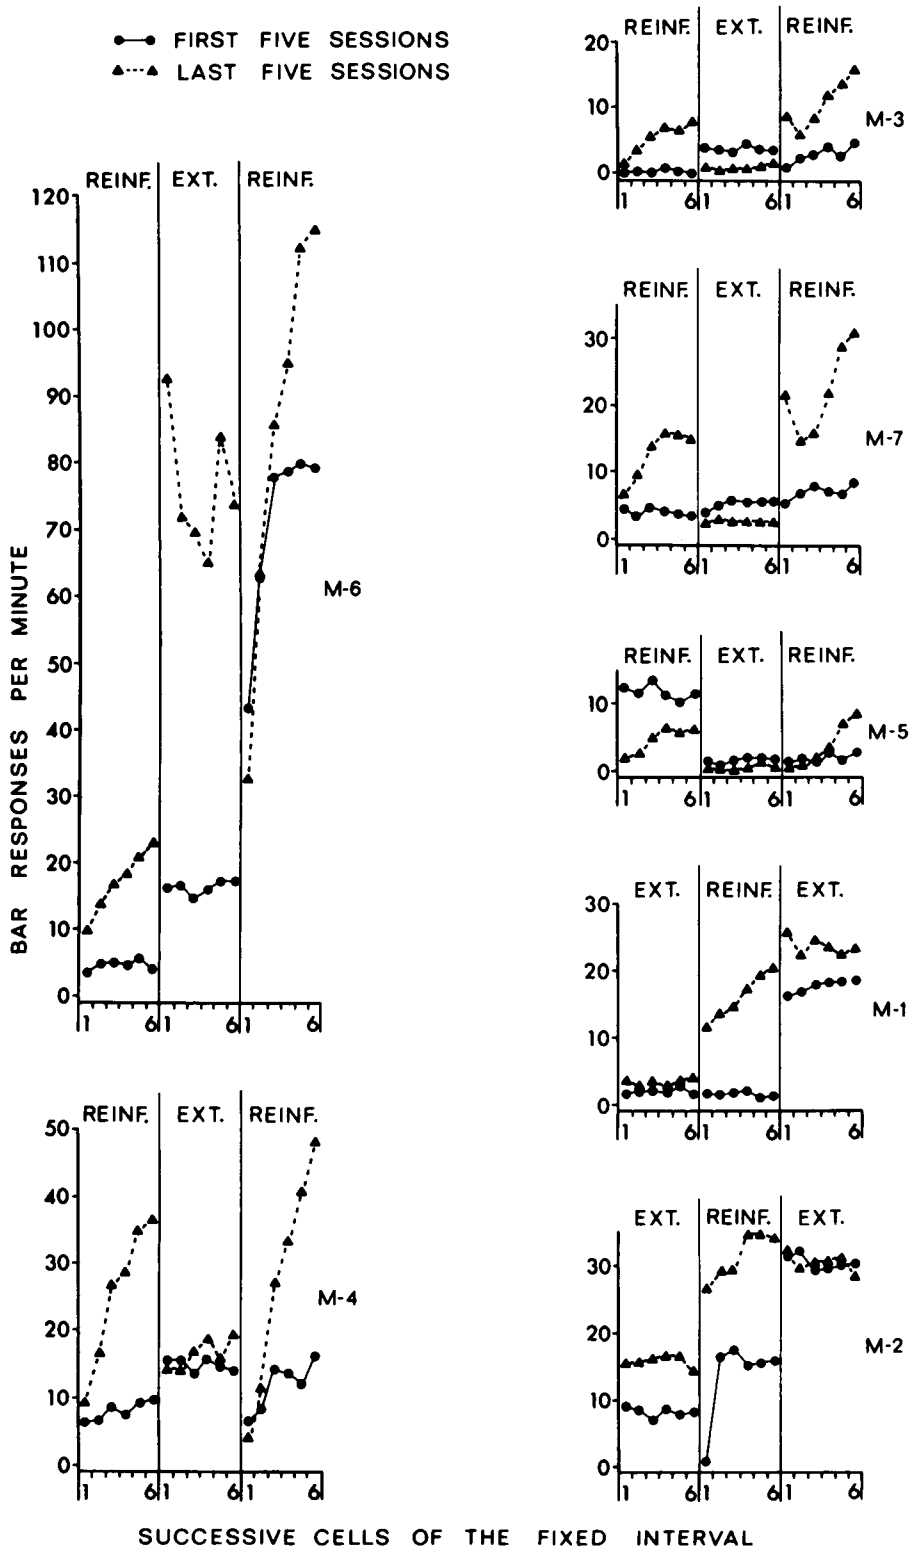 FIRST FIVE SESSIONS
LAST FIVE SESSIONS
BAR RESPONSES PER MINUTE
REINF. EXT. REINF.
120
110
100
90
80
70
60
50
40
30
20
10
0
M-6
1 6 1 6 1 6
REINF. EXT. REINF.
50
40
30
20
10
0
M-4
1 6 1 6 1 6
REINF. EXT. REINF.
20
10
0
M-3
1 6 1 6 1 6
REINF. EXT. REINF.
30
20
10
0
M-7
1 6 1 6 1 6
REINF. EXT. REINF.
10
0
M-5
1 6 1 6 1 6
EXT. REINF. EXT.
30
20
10
0
M-1
1 6 1 6 1 6
EXT. REINF. EXT.
30
20
10
0
M-2
1 6 1 6 1 6
SUCCESSIVE CELLS OF THE FIXED INTERVAL